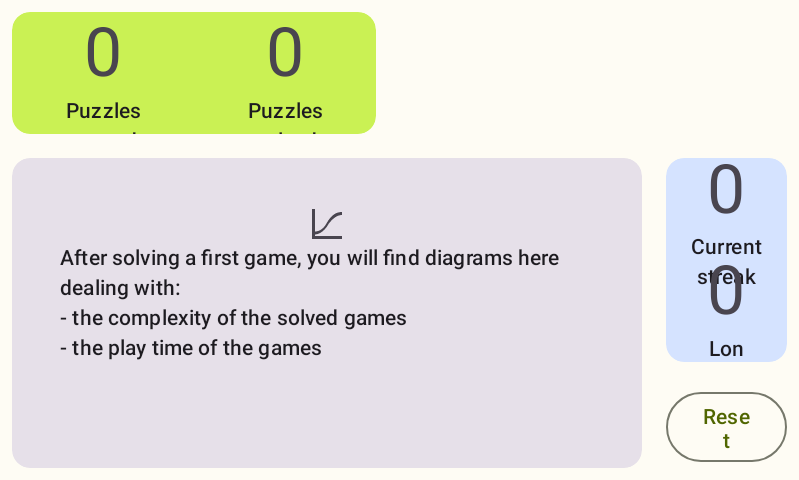 0
Puzzles
0
Puzzles
After solving a first game, you will find diagrams here
dealing with:
- the complexity of the solved games
- the play time of the games
0
Current
streak
0
Lon
Rese
t